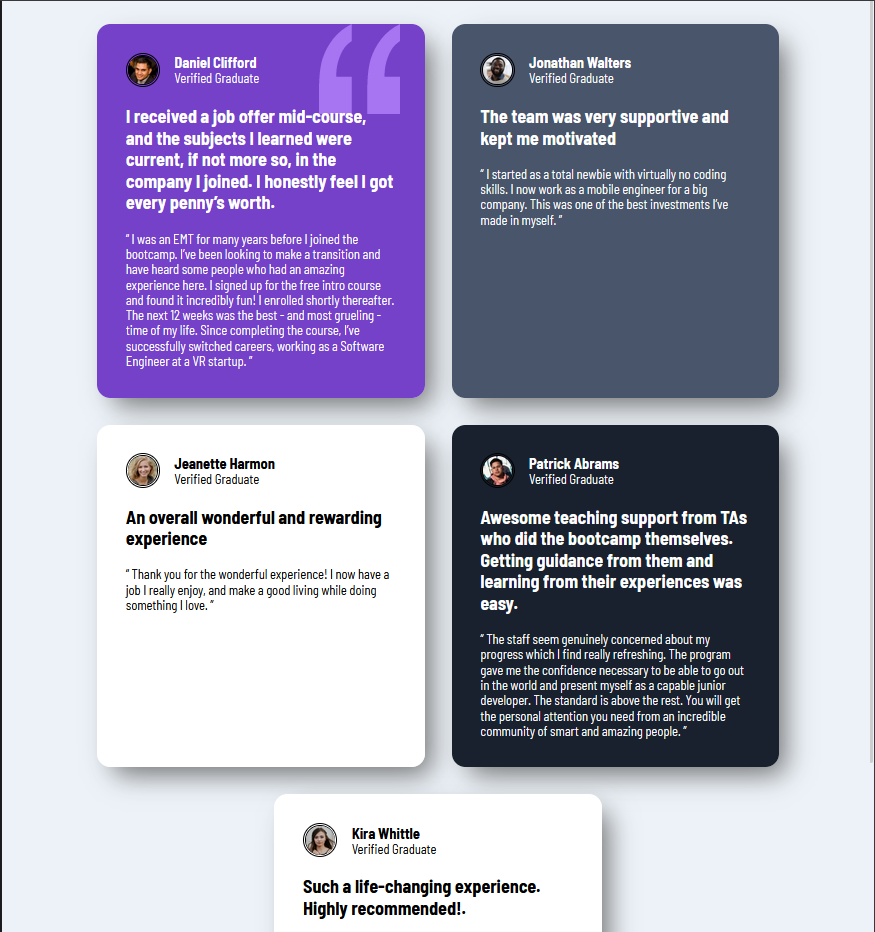 Daniel Clifford
Verified Graduate
I received a job offer mid-course,
and the subjects I learned were
current, if not more so, in the
company I joined. I honestly feel I got
every penny’s worth.
“ I was an EMT for many years before I joined the
bootcamp. I’ve been looking to make a transition and
have heard some people who had an amazing
experience here. I signed up for the free intro course
and found it incredibly fun! I enrolled shortly thereafter.
The next 12 weeks was the best - and most grueling -
time of my life. Since completing the course, I’ve
successfully switched careers, working as a Software
Engineer at a VR startup. ”
Jonathan Walters
Verified Graduate
The team was very supportive and
kept me motivated
“ I started as a total newbie with virtually no coding
skills. I now work as a mobile engineer for a big
company. This was one of the best investments I’ve
made in myself. ”
Jeanette Harmon
Verified Graduate
An overall wonderful and rewarding
experience
“ Thank you for the wonderful experience! I now have a
job I really enjoy, and make a good living while doing
something I love. ”
Patrick Abrams
Verified Graduate
Awesome teaching support from TAs
who did the bootcamp themselves.
Getting guidance from them and
learning from their experiences was
easy.
“ The staff seem genuinely concerned about my
progress which I find really refreshing. The program
gave me the confidence necessary to be able to go out
in the world and present myself as a capable junior
developer. The standard is above the rest. You will get
the personal attention you need from an incredible
community of smart and amazing people. ”
Kira Whittle
Verified Graduate
Such a life-changing experience.
Highly recommended!.